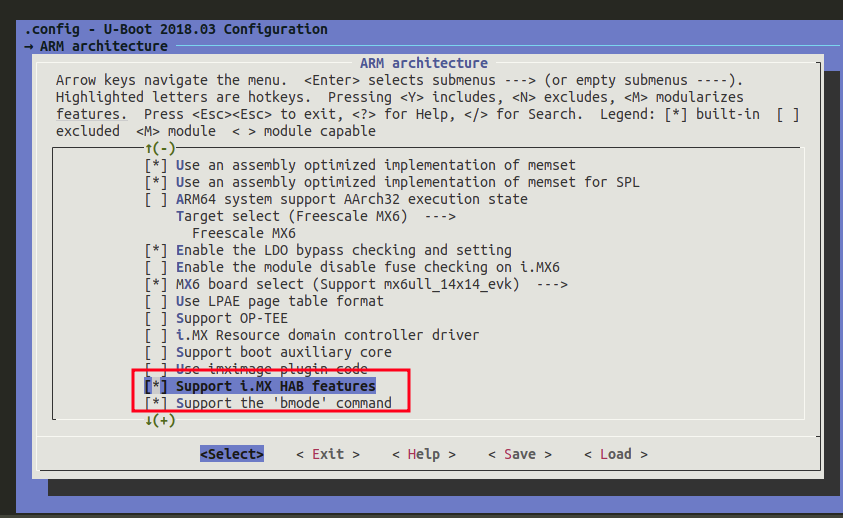 .config - U-Boot 2018.03 Configuration
→ ARM architecture
ARM architecture
Arrow keys navigate the menu. <Enter> selects submenus ---> (or empty submenus ----).
Highlighted letters are hotkeys. Pressing <Y> includes, <N> excludes, <M> modularizes
features. Press <Esc><Esc> to exit, <?> for Help, </> for Search. Legend: [*] built-in [ ]
excluded <M> module < > module capable
↑(-)
[*] Use an assembly optimized implementation of memset
[*] Use an assembly optimized implementation of memset for SPL
[ ] ARM64 system support AArch32 execution state
Target select (Freescale MX6) --->
Freescale MX6
[*] Enable the LDO bypass checking and setting
[ ] Enable the module disable fuse checking on i.MX6
[*] MX6 board select (Support mx6ull_14x14_evk) --->
[ ] Use LPAE page table format
[ ] Support OP-TEE
[ ] i.MX Resource domain controller driver
[ ] Support boot auxiliary core
[ ] Use imximage plugin code
[*] Support i.MX HAB features
[*] Support the 'bmode' command
↓(+)
<Select> < Exit > < Help > < Save > < Load >